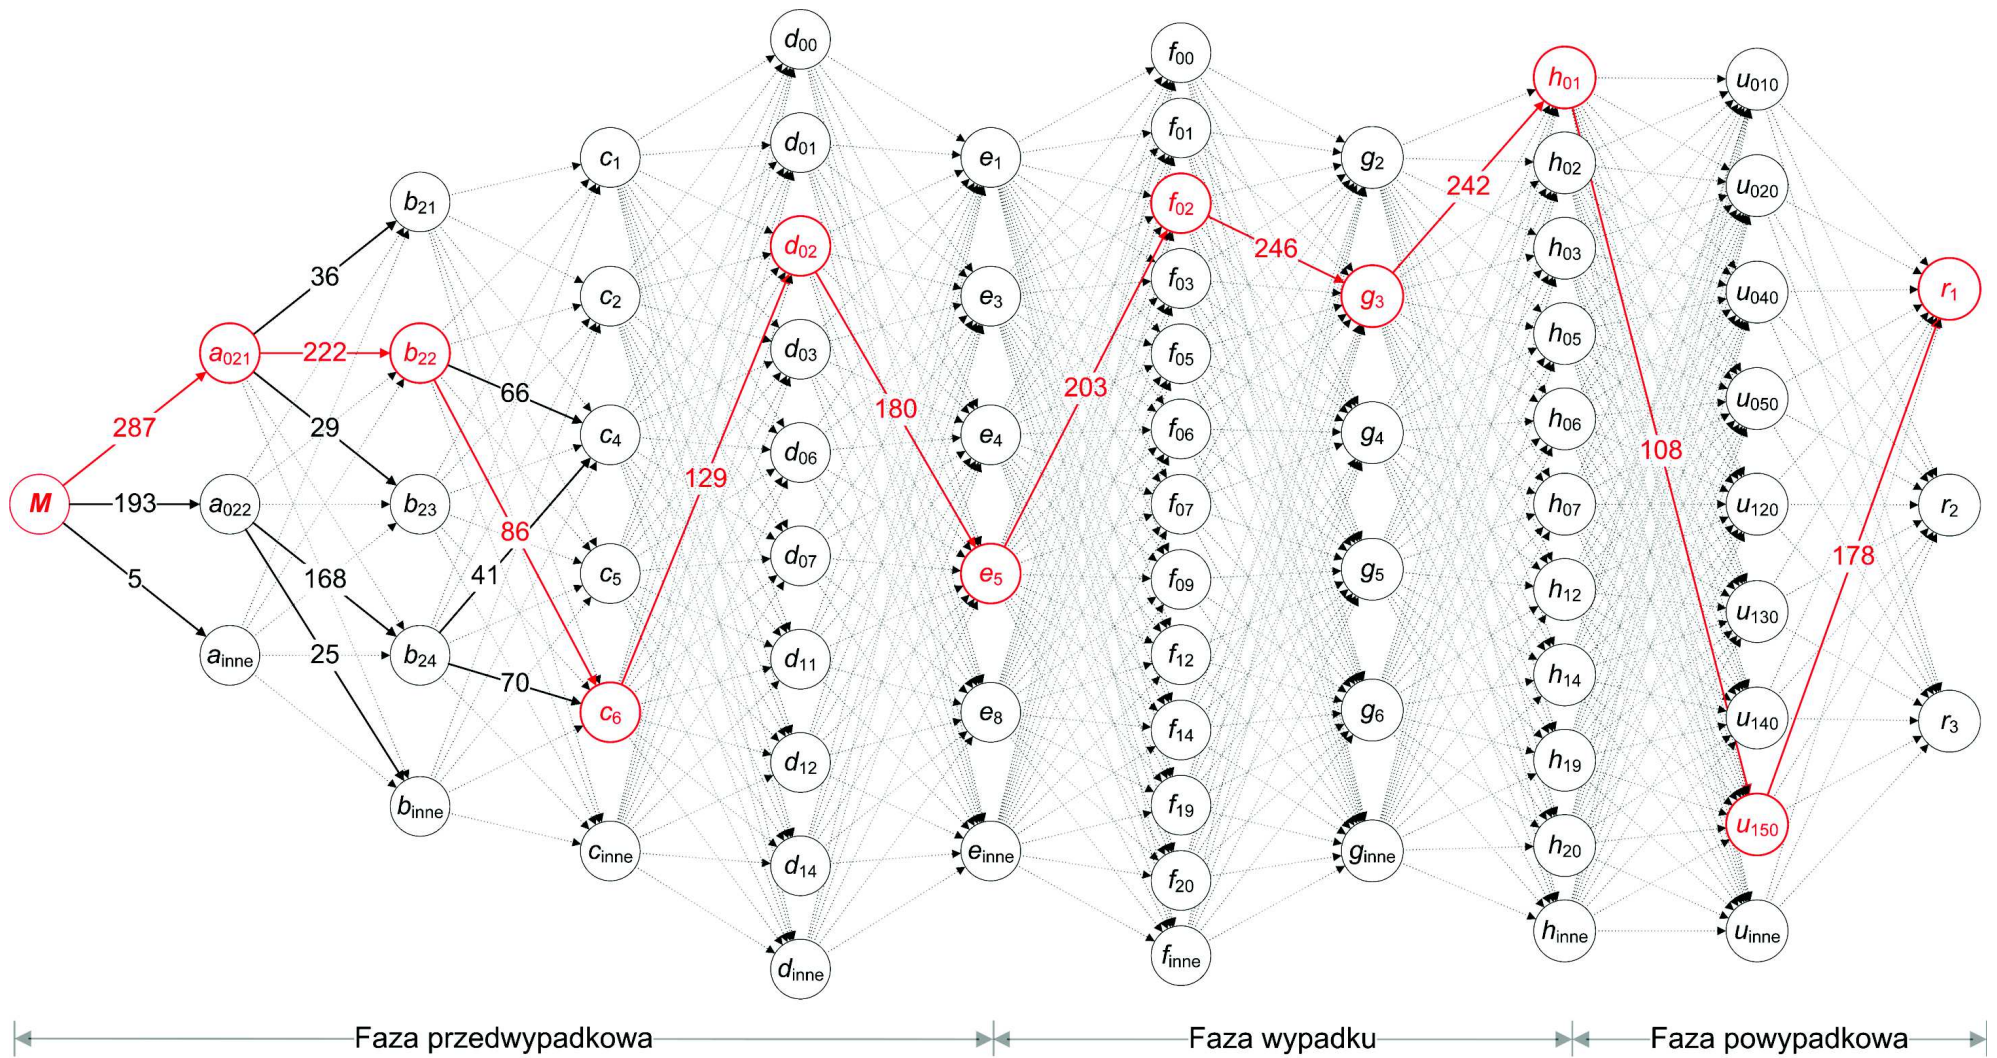 M
287
193
5
a021
a022
ainne
36
222
29
168
25
b21
b22
b23
b24
binne
66
86
41
70
c1
c2
c4
c5
c6
cinne
129
d00
d01
d02
d03
d06
d07
d11
d12
d14
dinne
180
e1
e3
e4
e5
e8
einne
203
f00
f01
f02
f03
f05
f06
f07
f09
f12
f14
f19
f20
finne
246
g2
g3
g4
g5
g6
ginne
242
h01
h02
h03
h05
h06
h07
h12
h14
h19
h20
hinne
108
u010
u020
u040
u050
u120
u130
u140
u150
uinne
178
r1
r2
r3
Faza przedwypadkowa
Faza wypadku
Faza powypadkowa